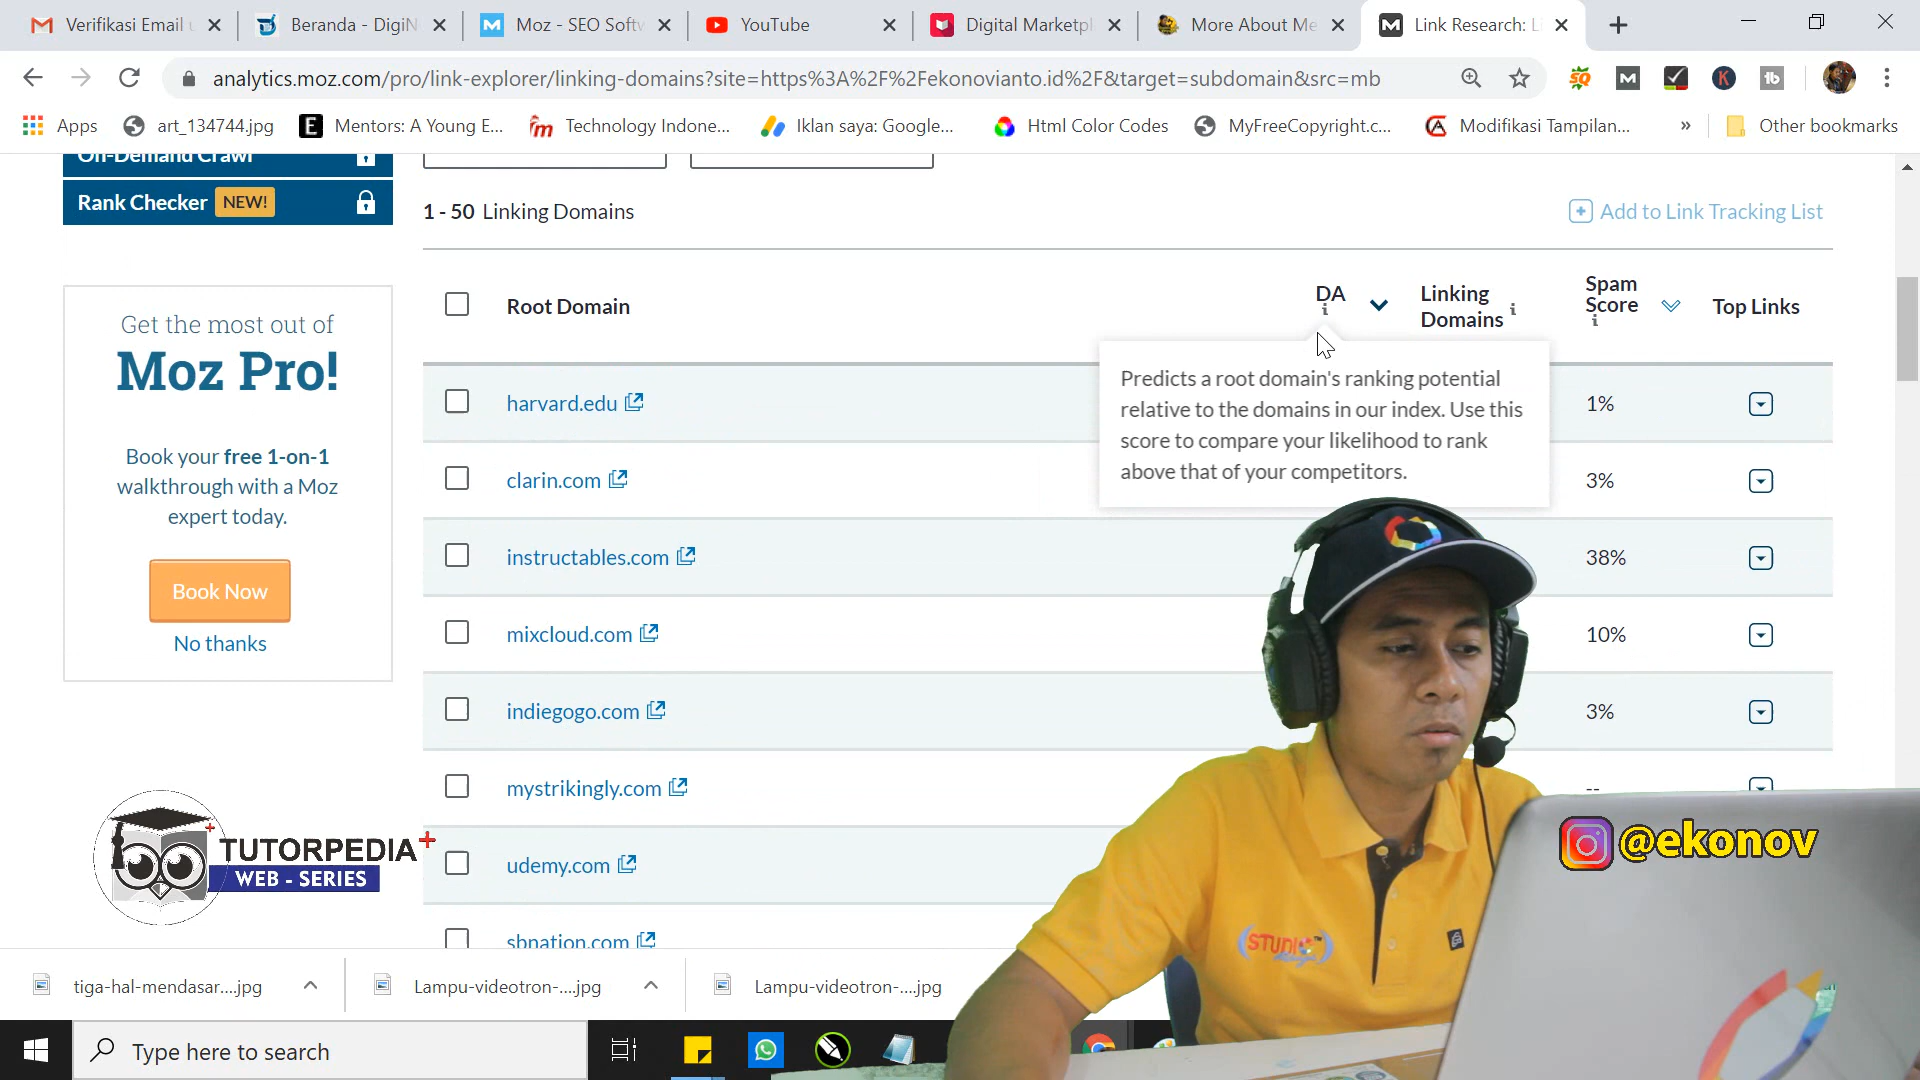 Verifikasi Email u
Beranda - DigiN
Moz - SEO Softw
YouTube
Digital Marketpl
More About Me
Link Research: Li
analytics.moz.com/pro/link-explorer/linking-domains?site=https%3A%2F%2Fekonovianto.id%2F&target=subdomain&src=mb
Apps
art_134744.jpg
Mentors: A Young E...
Technology Indone...
Iklan saya: Google...
Html Color Codes
MyFreeCopyright.c...
Modifikasi Tampilan...
»
Other bookmarks
On-Demand Crawl
Rank Checker NEW!
1 - 50 Linking Domains
Add to Link Tracking List
Root Domain
DA
Linking
Domains
Spam
Score
Top Links
Predicts a root domain's ranking potential
relative to the domains in our index. Use this
score to compare your likelihood to rank
above that of your competitors.
Get the most out of
Moz Pro!
Book your free 1-on-1
walkthrough with a Moz
expert today.
Book Now
No thanks
harvard.edu 1%
clarin.com 3%
instructables.com 38%
mixcloud.com 10%
indiegogo.com 3%
mystrikingly.com --
udemy.com
sbnation.com
TUTORPEDIA+
WEB - SERIES
@ekonov
STUDIO
tiga-hal-mendasar....jpg
Lampu-videotron-....jpg
Lampu-videotron-....jpg
Type here to search